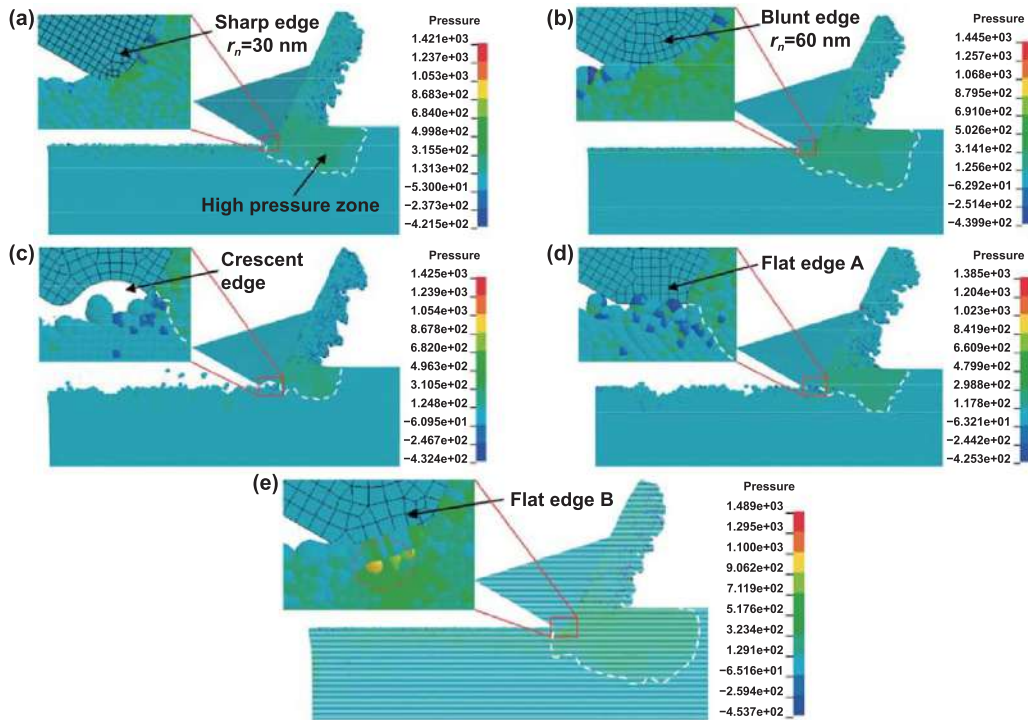 (a)
Sharp edge
rn=30 nm
High pressure zone
Pressure
1.421e+03
1.237e+03
1.053e+03
8.683e+02
6.840e+02
4.998e+02
3.155e+02
1.313e+02
−5.300e+01
−2.373e+02
−4.215e+02
(b)
Blunt edge
rn=60 nm
Pressure
1.445e+03
1.257e+03
1.068e+03
8.795e+02
6.910e+02
5.026e+02
3.141e+02
1.256e+02
−6.292e+01
−2.514e+02
−4.399e+02
(c)
Crescent
edge
Pressure
1.425e+03
1.239e+03
1.054e+03
8.678e+02
6.820e+02
4.963e+02
3.105e+02
1.248e+02
−6.095e+01
−2.467e+02
−4.324e+02
(d)
Flat edge A
Pressure
1.385e+03
1.204e+03
1.023e+03
8.419e+02
6.609e+02
4.799e+02
2.988e+02
1.178e+02
−6.321e+01
−2.442e+02
−4.253e+02
(e)
Flat edge B
Pressure
1.489e+03
1.295e+03
1.100e+03
9.062e+02
7.119e+02
5.176e+02
3.234e+02
1.291e+02
−6.516e+01
−2.594e+02
−4.537e+02